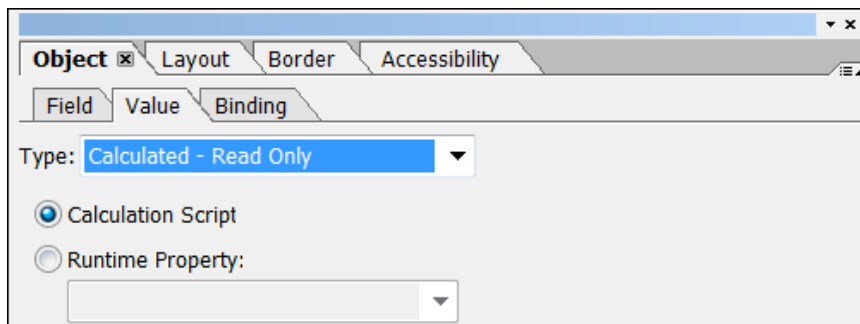 Object Layout Border Accessibility
Field Value Binding
Type: Calculated - Read Only
Calculation Script
Runtime Property: